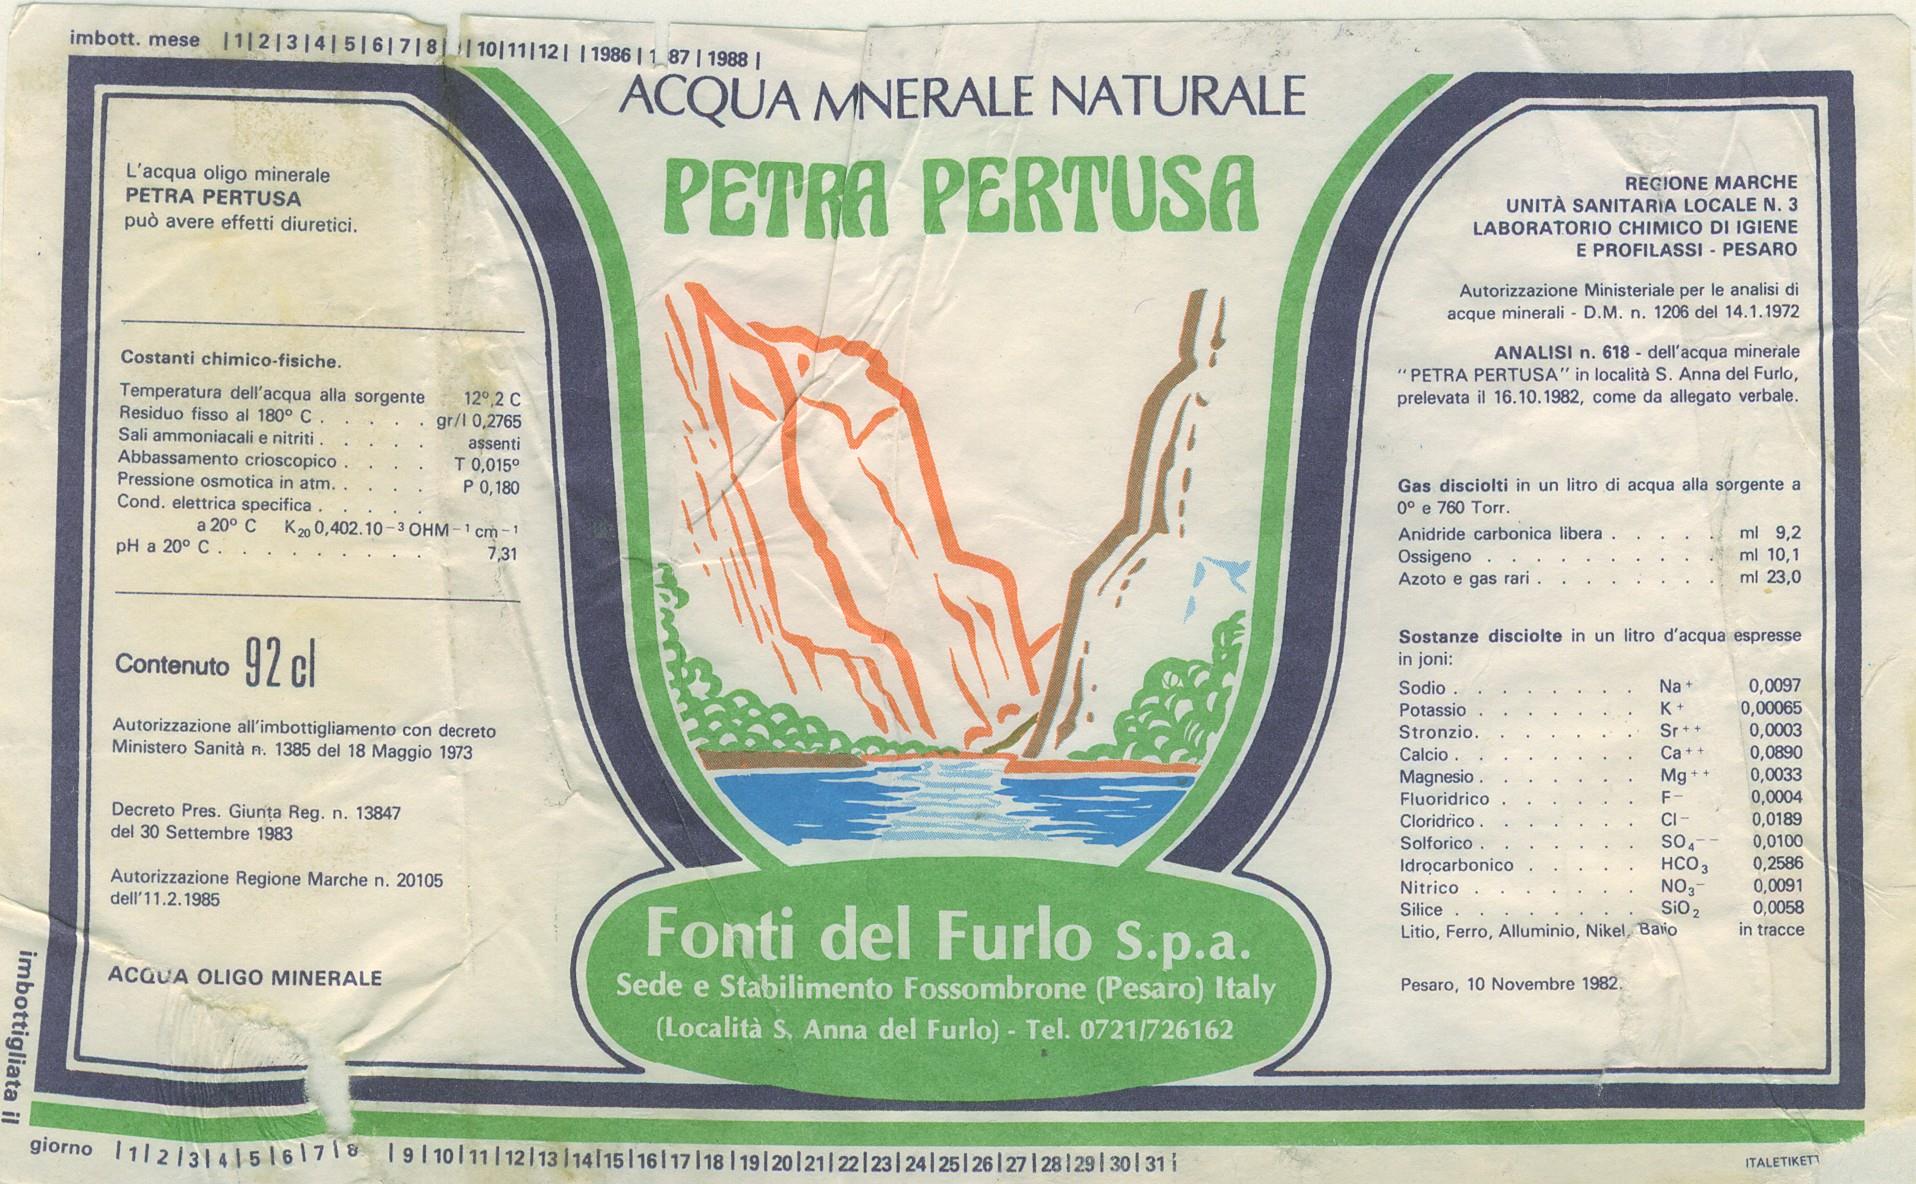 imbott. mese |1|2|3|4|5|6|7|8| |10|11|12| |1986|1 87|1988|
ACQUA MNERALE NATURALE
PETRA PERTUSA
L'acqua oligo minerale
PETRA PERTUSA
può avere effetti diuretici.
Costanti chimico-fisiche.
Temperatura dell'acqua alla sorgente 12°,2 C
Residuo fisso al 180° C . . . . . gr/l 0,2765
Sali ammoniacali e nitriti . . . . . assenti
Abbassamento crioscopico . . . . T 0,015°
Pressione osmotica in atm. . . . . P 0,180
Cond. elettrica specifica . . . . .
a 20° C K20 0,402.10⁻³ OHM⁻¹ cm⁻¹
pH a 20° C . . . . . . . . . . 7,31
Contenuto 92 cl
Autorizzazione all'imbottigliamento con decreto
Ministero Sanità n. 1385 del 18 Maggio 1973
Decreto Pres. Giunta Reg. n. 13847
del 30 Settembre 1983
Autorizzazione Regione Marche n. 20105
dell'11.2.1985
ACQUA OLIGO MINERALE
Fonti del Furlo S.p.a.
Sede e Stabilimento Fossombrone (Pesaro) Italy
(Località S. Anna del Furlo) - Tel. 0721/726162
REGIONE MARCHE
UNITÀ SANITARIA LOCALE N. 3
LABORATORIO CHIMICO DI IGIENE
E PROFILASSI - PESARO
Autorizzazione Ministeriale per le analisi di
acque minerali - D.M. n. 1206 del 14.1.1972
ANALISI n. 618 - dell'acqua minerale
"PETRA PERTUSA" in località S. Anna del Furlo,
prelevata il 16.10.1982, come da allegato verbale.
Gas disciolti in un litro di acqua alla sorgente a
0° e 760 Torr.
Anidride carbonica libera . . . . . ml 9,2
Ossigeno . . . . . . . . . . ml 10,1
Azoto e gas rari . . . . . . . . ml 23,0
Sostanze disciolte in un litro d'acqua espresse
in joni:
Sodio . . . . . . . . Na⁺ 0,0097
Potassio . . . . . . . K⁺ 0,00065
Stronzio . . . . . . . Sr⁺⁺ 0,0003
Calcio . . . . . . . . Ca⁺⁺ 0,0890
Magnesio . . . . . . . Mg⁺⁺ 0,0033
Fluoridrico . . . . . . F⁻ 0,0004
Cloridrico . . . . . . . Cl⁻ 0,0189
Solforico . . . . . . . SO₄⁻⁻ 0,0100
Idrocarbonico . . . . . . HCO₃ 0,2586
Nitrico . . . . . . . NO₃⁻ 0,0091
Silice . . . . . . . . SiO₂ 0,0058
Litio, Ferro, Alluminio, Nikel, Bario in tracce
Pesaro, 10 Novembre 1982.
imbottigliata il
giorno |1|2|3|4|5|6|7|8 |9|10|11|12|13|14|15|16|17|18|19|20|21|22|23|24|25|26|27|28|29|30|31|
ITALETIKETT